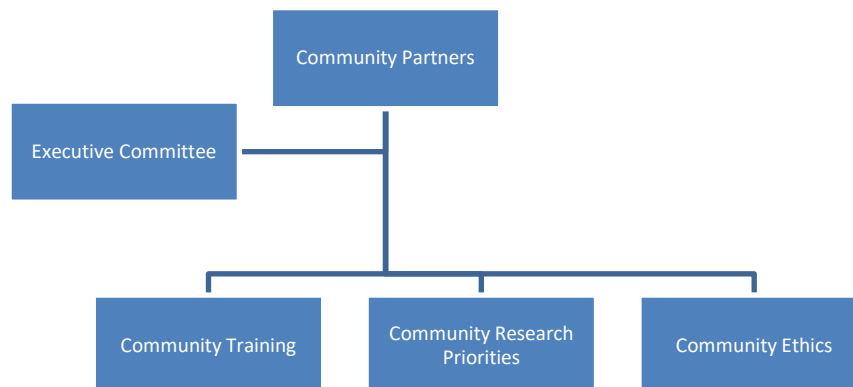 Community Partners
Executive Committee
Community Training
Community Research
Priorities
Community Ethics